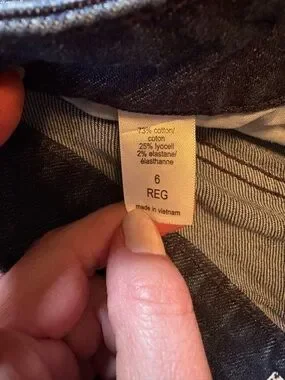 73% cotton/
coton
25% lyocell
2% elastane/
élasthanne
6
REG
made in vietnam